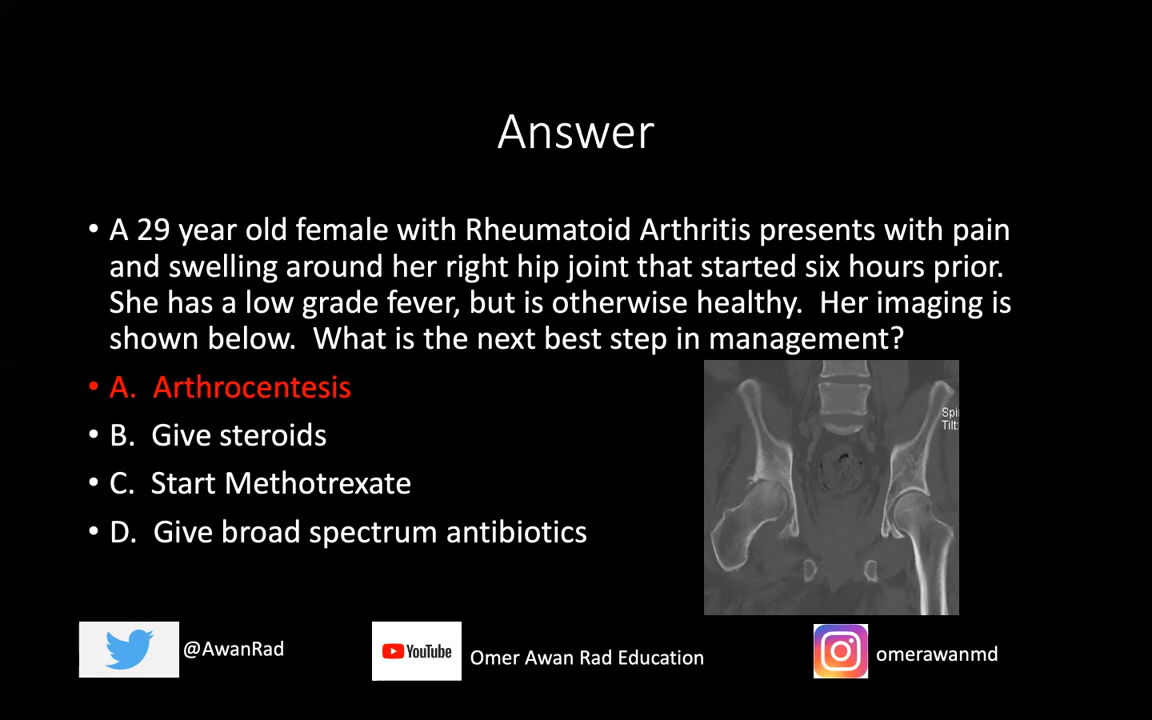 Answer
• A 29 year old female with Rheumatoid Arthritis presents with pain
and swelling around her right hip joint that started six hours prior.
She has a low grade fever, but is otherwise healthy.  Her imaging is
shown below.  What is the next best step in management?
• A.  Arthrocentesis
• B.  Give steroids
• C.  Start Methotrexate
• D.  Give broad spectrum antibiotics
Spi
Tilt:
@AwanRad
YouTube
Omer Awan Rad Education
omerawanmd